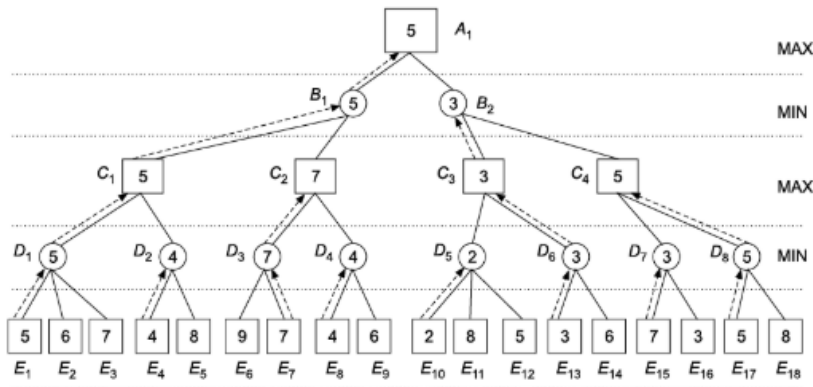 5 A1 MAX
B1 5 3 B2 MIN
C1 5 C2 7 C3 3 C4 5 MAX
D1 5 D2 4 D3 7 D4 4 D5 2 D6 3 D7 3 D8 5 MIN
5 6 7 4 8 9 7 4 6 2 8 5 3 6 7 3 5 8
E1 E2 E3 E4 E5 E6 E7 E8 E9 E10 E11 E12 E13 E14 E15 E16 E17 E18